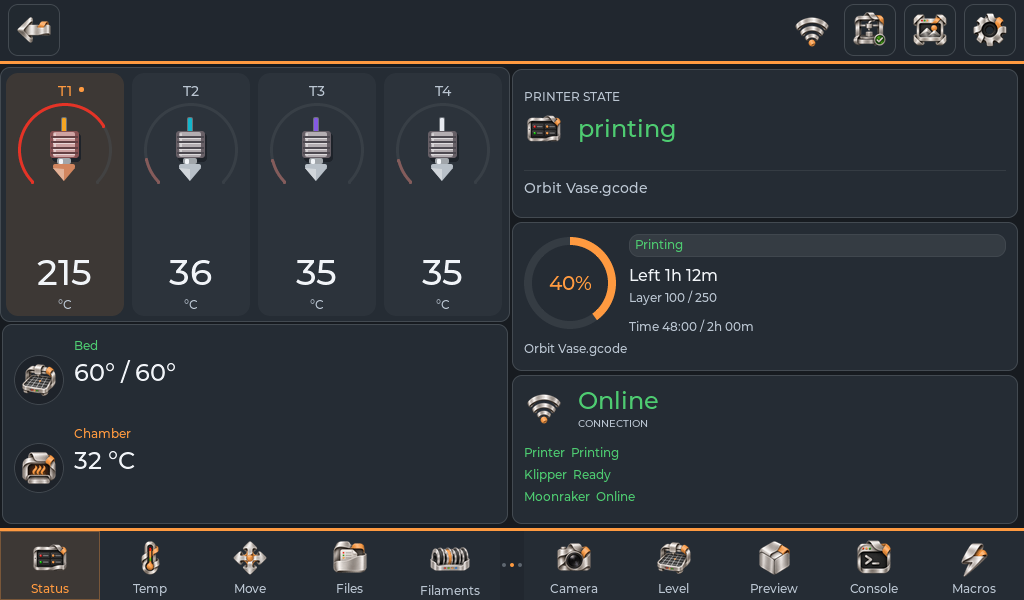 T1
T2
T3
T4
215
°C
36
°C
35
°C
35
°C
Bed
60° / 60°
Chamber
32 °C
PRINTER STATE
printing
Orbit Vase.gcode
40%
Printing
Left 1h 12m
Layer 100 / 250
Time 48:00 / 2h 00m
Orbit Vase.gcode
Online
CONNECTION
Printer Printing
Klipper Ready
Moonraker Online
Status
Temp
Move
Files
Filaments
Camera
Level
Preview
Console
Macros